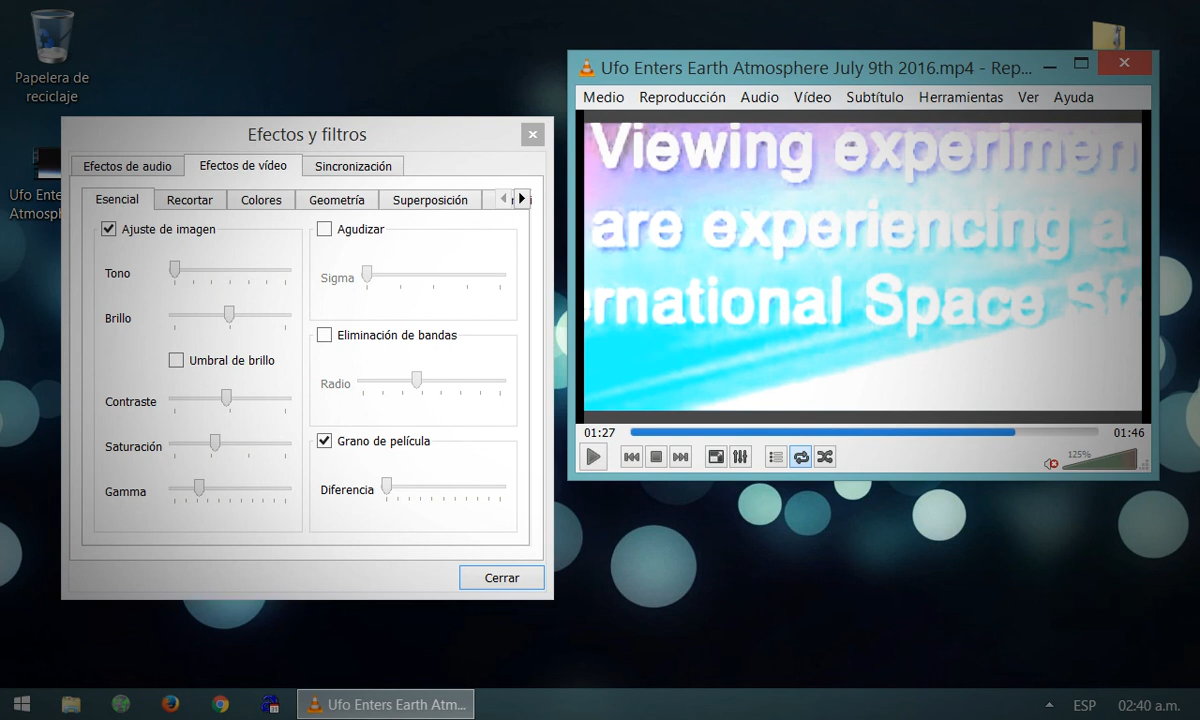 Papelera de
reciclaje
Ufo Ente
Atmosph
Efectos y filtros
Efectos de audio
Efectos de vídeo
Sincronización
Esencial
Recortar
Colores
Geometría
Superposición
Ajuste de imagen
Tono
Brillo
Umbral de brillo
Contraste
Saturación
Gamma
Agudizar
Sigma
Eliminación de bandas
Radio
Grano de película
Diferencia
Cerrar
Ufo Enters Earth Atmosphere July 9th 2016.mp4 - Rep...
Medio Reproducción Audio Vídeo Subtítulo Herramientas Ver Ayuda
Viewing experimen
are experiencing a
ernational Space Sta
01:27
01:46
125%
Ufo Enters Earth Atm...
ESP
02:40 a.m.